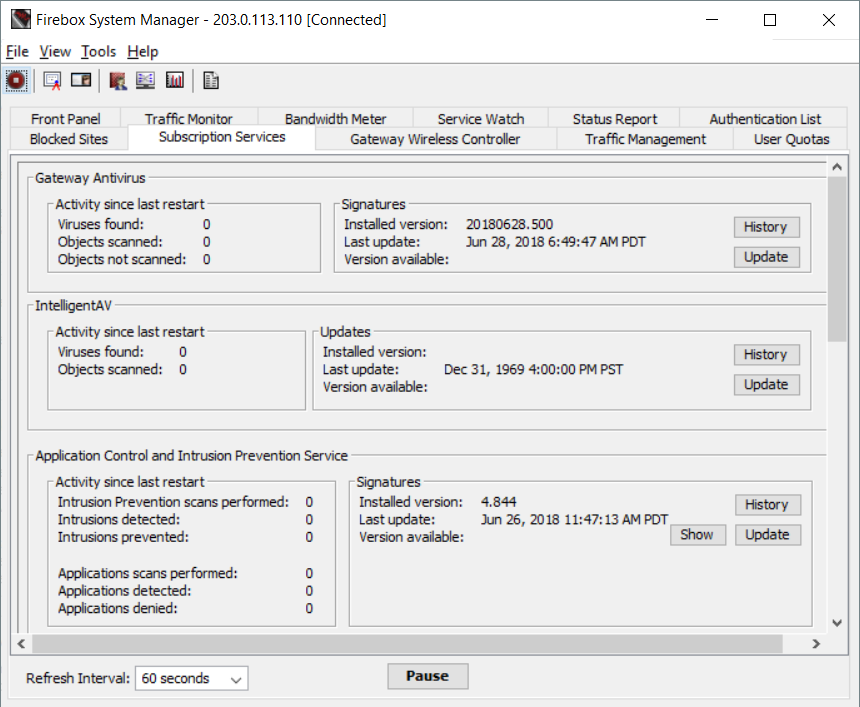 Firebox System Manager - 203.0.113.110 [Connected]
File View Tools Help
Front Panel Traffic Monitor Bandwidth Meter Service Watch Status Report Authentication List
Blocked Sites Subscription Services Gateway Wireless Controller Traffic Management User Quotas
Gateway Antivirus
Activity since last restart
Viruses found: 0
Objects scanned: 0
Objects not scanned: 0
Signatures
Installed version: 20180628.500
Last update: Jun 28, 2018 6:49:47 AM PDT
Version available:
History
Update
IntelligentAV
Activity since last restart
Viruses found: 0
Objects scanned: 0
Updates
Installed version:
Last update: Dec 31, 1969 4:00:00 PM PST
Version available:
History
Update
Application Control and Intrusion Prevention Service
Activity since last restart
Intrusion Prevention scans performed: 0
Intrusions detected: 0
Intrusions prevented: 0
Applications scans performed: 0
Applications detected: 0
Applications denied: 0
Signatures
Installed version: 4.844
Last update: Jun 26, 2018 11:47:13 AM PDT
Version available:
History
Show Update
Refresh Interval: 60 seconds Pause